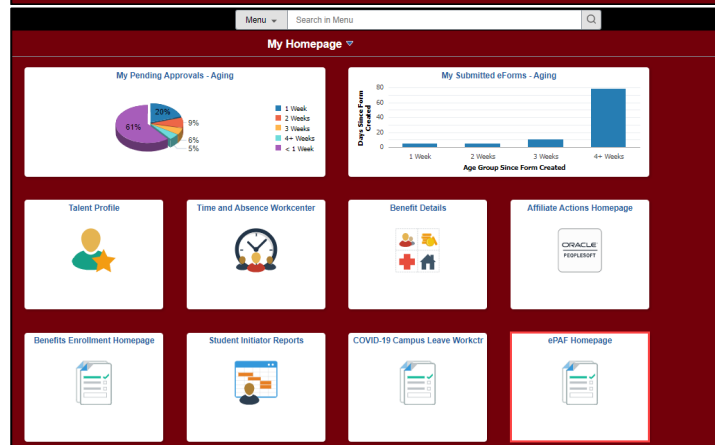 Menu
Search in Menu
My Homepage
My Pending Approvals - Aging
20%
9%
6%
5%
61%
1 Week
2 Weeks
3 Weeks
4+ Weeks
< 1 Week
My Submitted eForms - Aging
Days Since Form
Created
80
60
40
20
0
1 Week
2 Weeks
3 Weeks
4+ Weeks
Age Group Since Form Created
Talent Profile
Time and Absence Workcenter
Benefit Details
Affiliate Actions Homepage
ORACLE
PEOPLESOFT
Benefits Enrollment Homepage
Student Initiator Reports
COVID-19 Campus Leave Workctr
ePAF Homepage